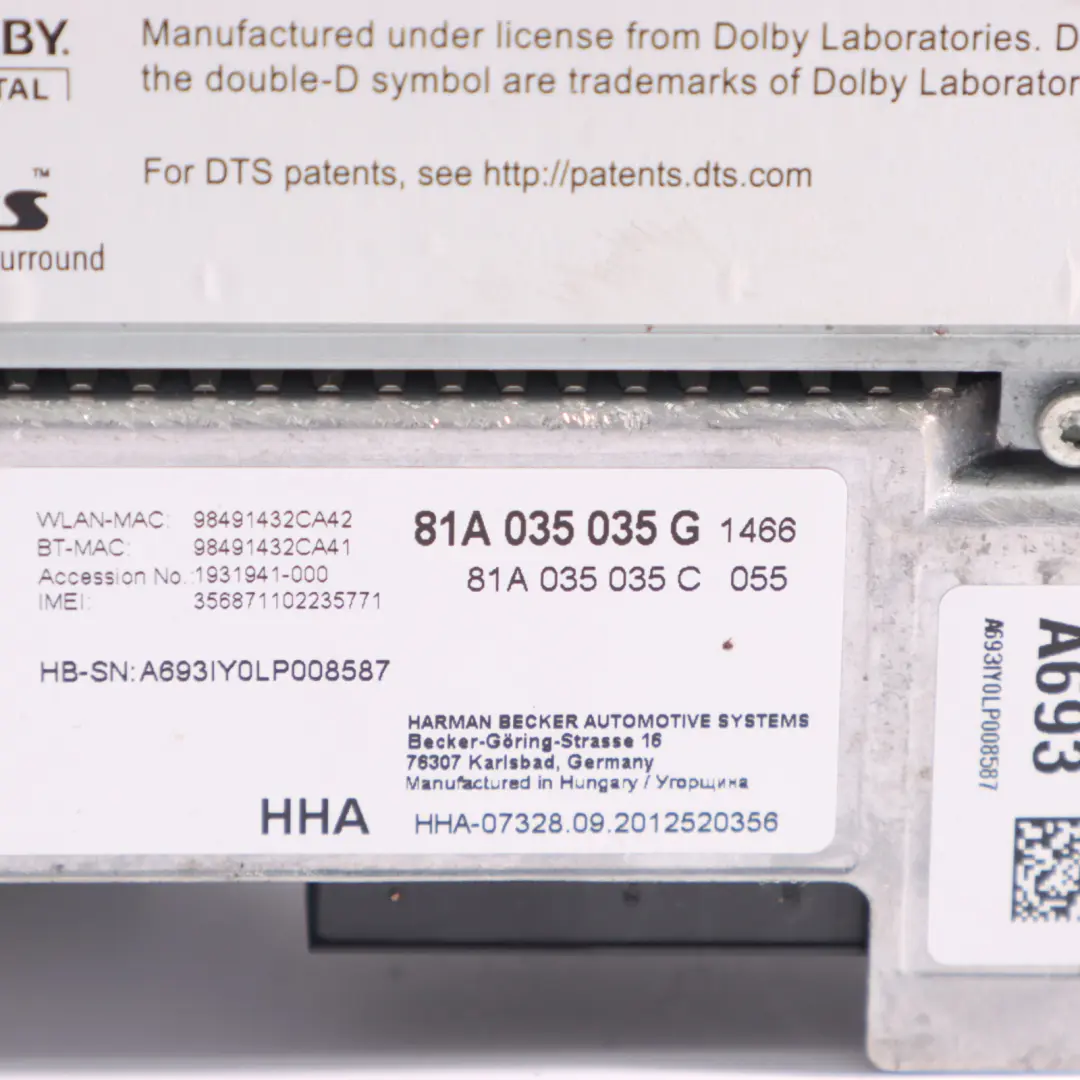 BY.
TAL
Manufactured under license from Dolby Laboratories. D
the double-D symbol are trademarks of Dolby Laborator
For DTS patents, see http://patents.dts.com
™
S
urround
WLAN-MAC: 98491432CA42
BT-MAC: 98491432CA41
Accession No.:1931941-000
IMEI: 356871102235771
81A 035 035 G 1466
81A 035 035 C 055
HB-SN: A693IY0LP008587
HARMAN BECKER AUTOMOTIVE SYSTEMS
Becker-Göring-Strasse 16
76307 Karlsbad, Germany
Manufactured in Hungary / Угорщина
HHA
HHA-07328.09.2012520356
A693IY0LP008587
A693